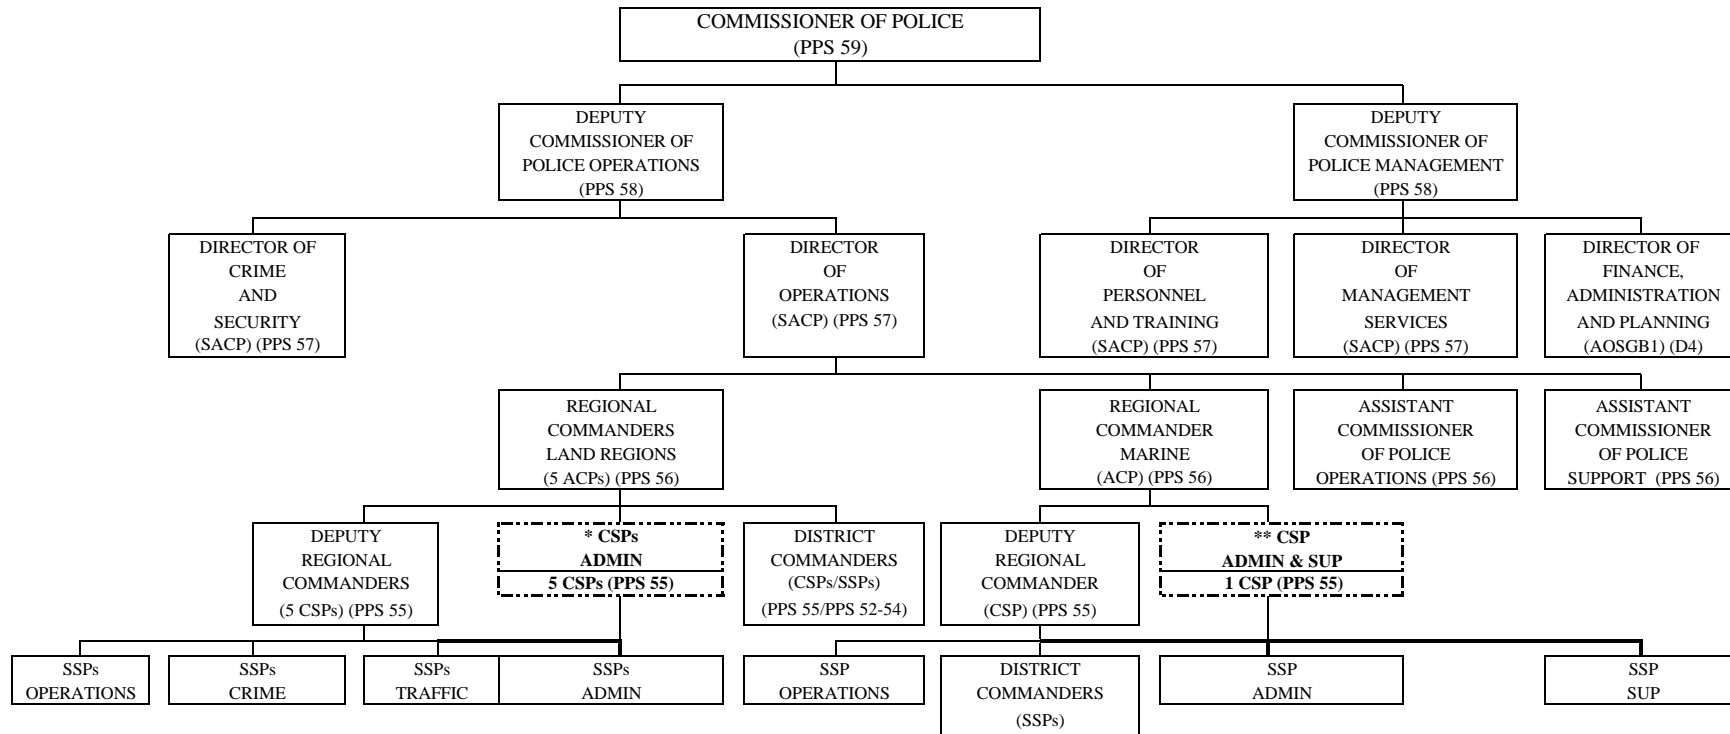 COMMISSIONER OF POLICE
(PPS 59)
DEPUTY
COMMISSIONER OF
POLICE OPERATIONS
(PPS 58)
DEPUTY
COMMISSIONER OF
POLICE MANAGEMENT
(PPS 58)
DIRECTOR OF
CRIME
AND
SECURITY
(SACP) (PPS 57)
DIRECTOR
OF
OPERATIONS
(SACP) (PPS 57)
DIRECTOR
OF
PERSONNEL
AND TRAINING
(SACP) (PPS 57)
DIRECTOR
OF
MANAGEMENT
SERVICES
(SACP) (PPS 57)
DIRECTOR OF
FINANCE,
ADMINISTRATION
AND PLANNING
(AOSGB1) (D4)
REGIONAL
COMMANDERS
LAND REGIONS
(5 ACPs) (PPS 56)
REGIONAL
COMMANDER
MARINE
(ACP) (PPS 56)
ASSISTANT
COMMISSIONER
OF POLICE
OPERATIONS (PPS 56)
ASSISTANT
COMMISSIONER
OF POLICE
SUPPORT (PPS 56)
DEPUTY
REGIONAL
COMMANDERS
(5 CSPs) (PPS 55)
* CSPs
ADMIN
5 CSPs (PPS 55)
DISTRICT
COMMANDERS
(CSPs/SSPs)
(PPS 55/PPS 52-54)
DEPUTY
REGIONAL
COMMANDER
(CSP) (PPS 55)
** CSP
ADMIN & SUP
1 CSP (PPS 55)
SSPs
OPERATIONS
SSPs
CRIME
SSPs
TRAFFIC
SSPs
ADMIN
SSP
OPERATIONS
DISTRICT
COMMANDERS
(SSPs)
SSP
ADMIN
SSP
SUP